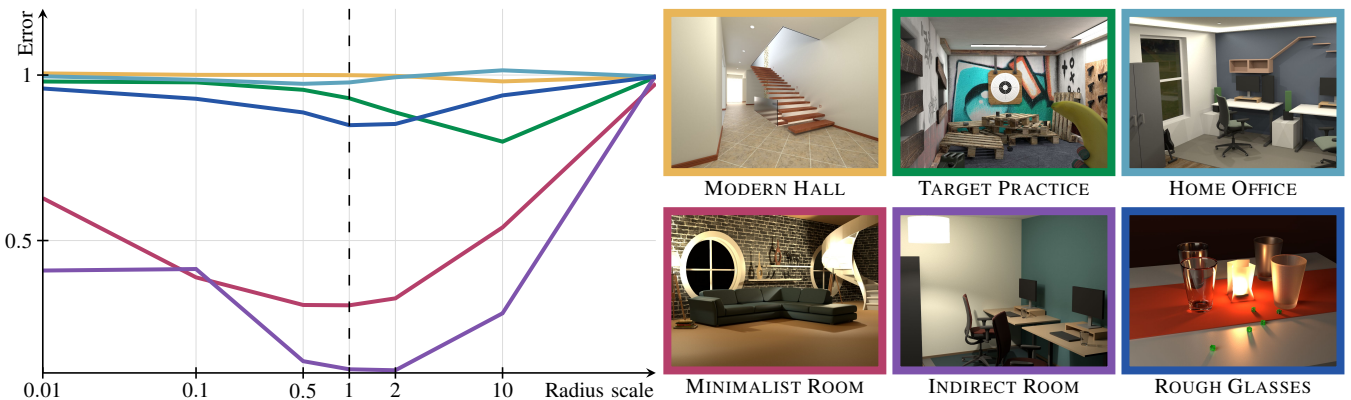 Error
1
0.5
0.01 0.1 0.5 1 2 10 Radius scale
MODERN HALL
TARGET PRACTICE
HOME OFFICE
MINIMALIST ROOM
INDIRECT ROOM
ROUGH GLASSES